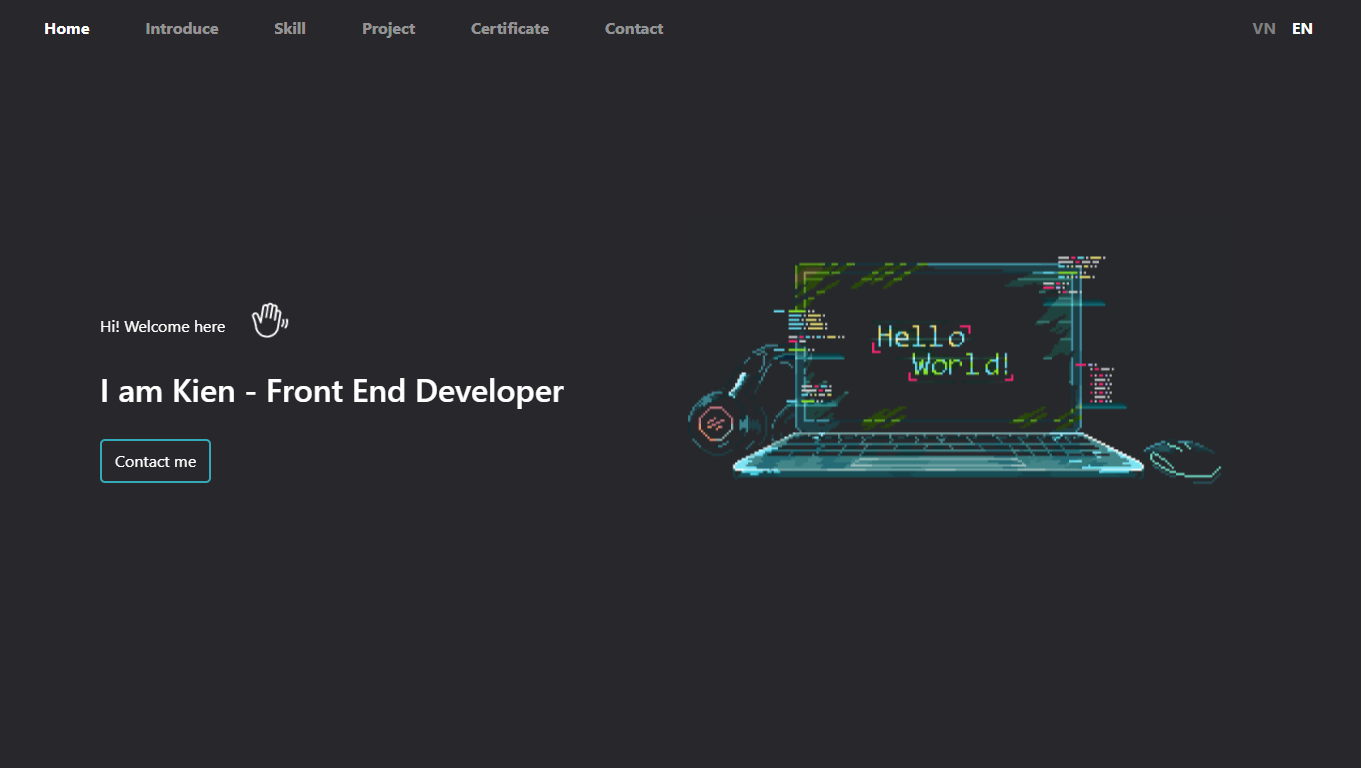 Home Introduce Skill Project Certificate Contact VN EN
Hi! Welcome here
I am Kien - Front End Developer
Contact me
Hello
World!